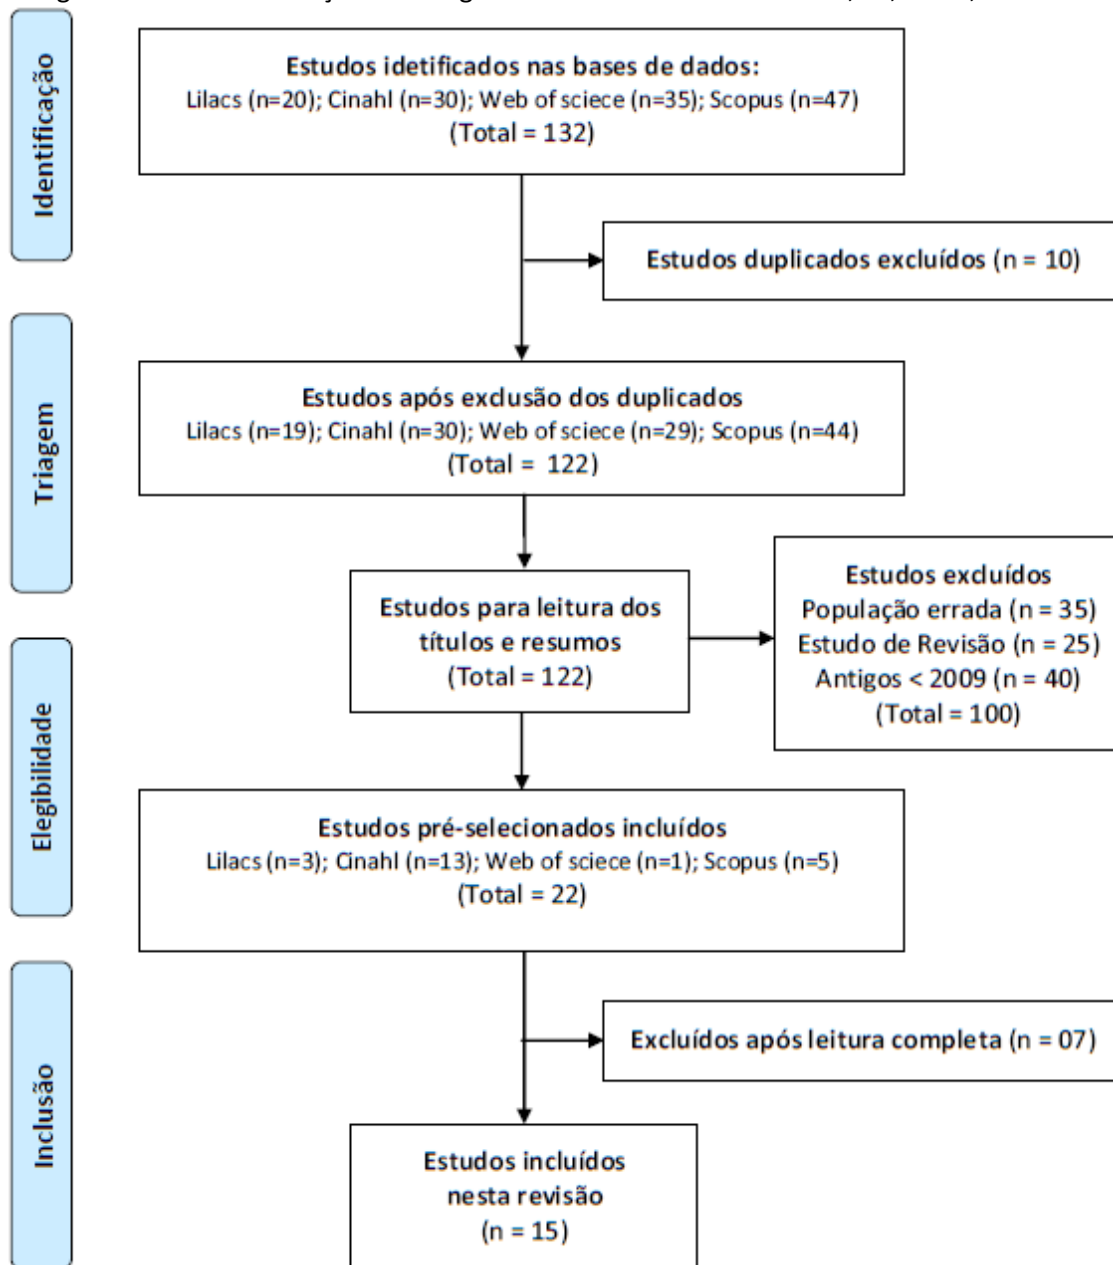 Identificação
Estudos idetificados nas bases de dados:
Lilacs (n=20); Cinahl (n=30); Web of sciece (n=35); Scopus (n=47)
(Total = 132)
Estudos duplicados excluídos (n = 10)
Triagem
Estudos após exclusão dos duplicados
Lilacs (n=19); Cinahl (n=30); Web of sciece (n=29); Scopus (n=44)
(Total = 122)
Estudos para leitura dos
títulos e resumos
(Total = 122)
Estudos excluídos
População errada (n = 35)
Estudo de Revisão (n = 25)
Antigos < 2009 (n = 40)
(Total = 100)
Elegibilidade
Estudos pré-selecionados incluídos
Lilacs (n=3); Cinahl (n=13); Web of sciece (n=1); Scopus (n=5)
(Total = 22)
Excluídos após leitura completa (n = 07)
Inclusão
Estudos incluídos
nesta revisão
(n = 15)